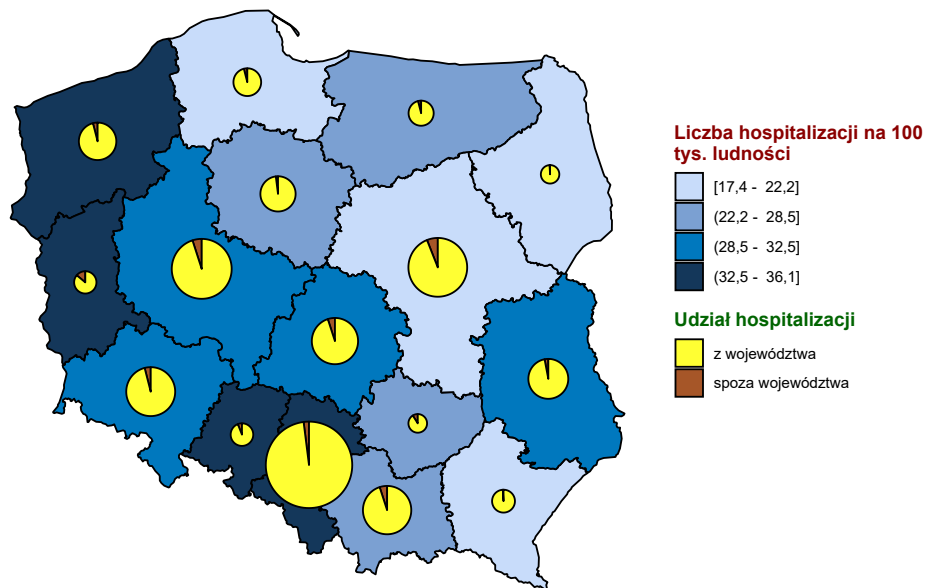 Liczba hospitalizacji na 100
tys. ludności
[17,4 - 22,2]
(22,2 - 28,5]
(28,5 - 32,5]
(32,5 - 36,1]
Udział hospitalizacji
z województwa
spoza województwa